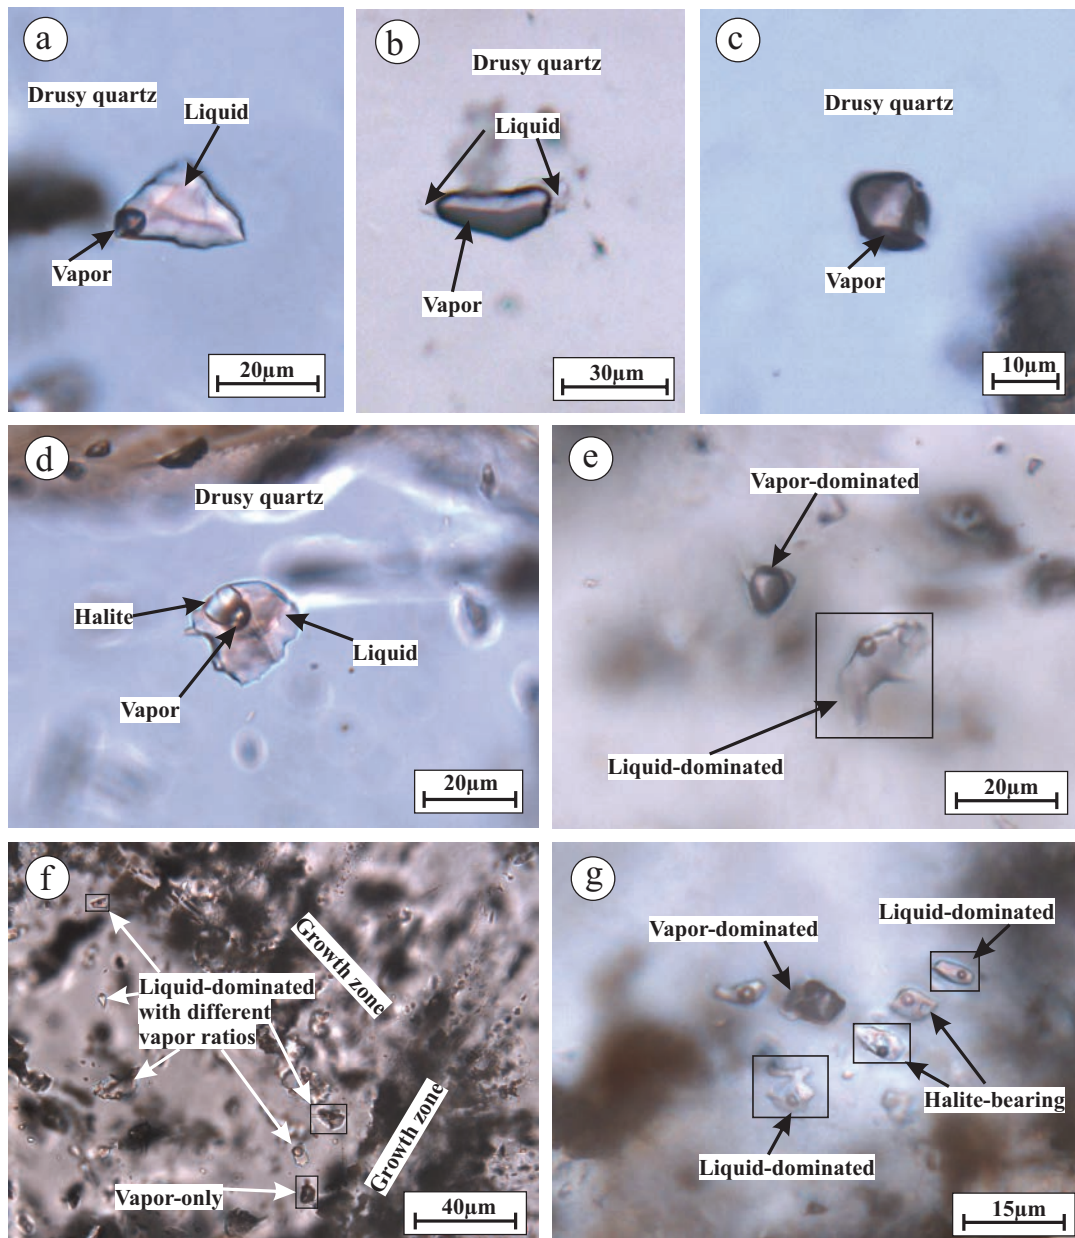 a
Drusy quartz
Liquid
Vapor
20µm
b
Drusy quartz
Liquid
Vapor
30µm
c
Drusy quartz
Vapor
10µm
d
Drusy quartz
Halite
Liquid
Vapor
20µm
e
Vapor-dominated
Liquid-dominated
20µm
f
Growth zone
Liquid-dominated
with different
vapor ratios
Growth zone
Vapor-only
40µm
g
Liquid-dominated
Vapor-dominated
Halite-bearing
Liquid-dominated
15µm